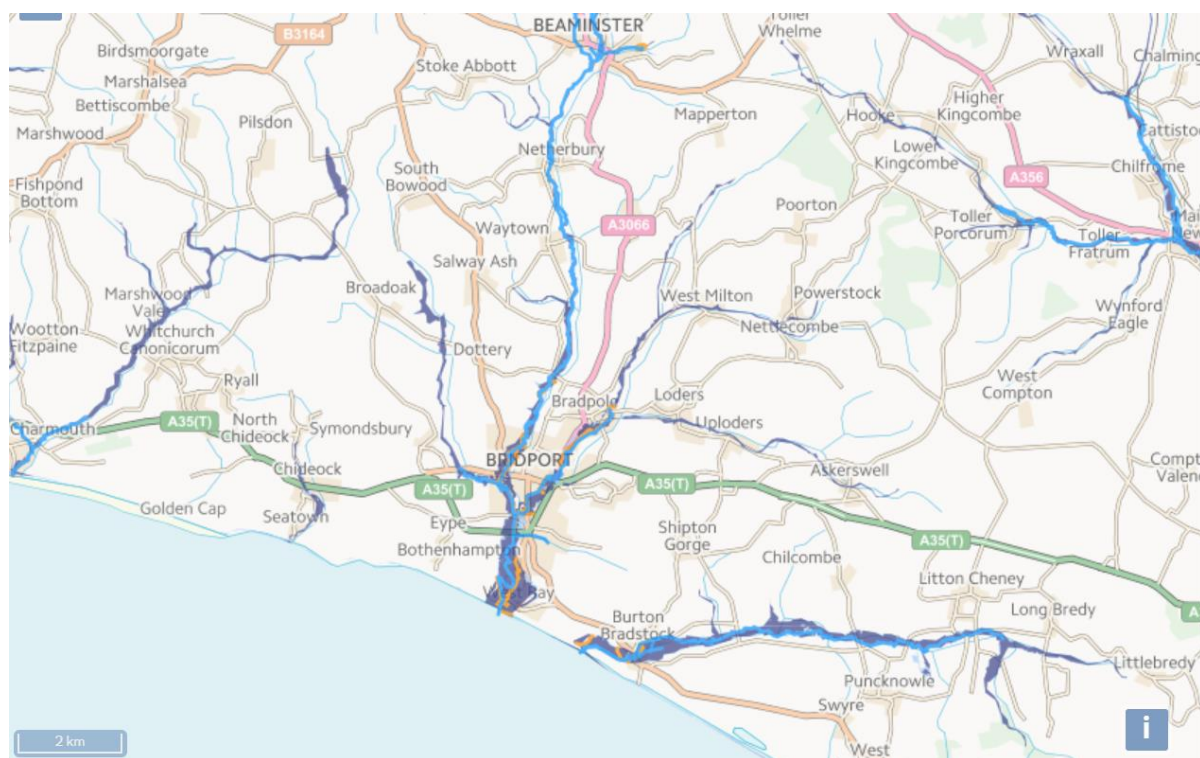 BEAMINSTER
Toller
Whelme
B3164
Birdsmoorgate
Wraxall
Stoke Abbott
Marshalsea
Bettiscombe
Higher
Kingcombe
Mapperton
Hooke
Pilsdon
Marshwood
Netherbury
Lower
Kingcombe
Chilfrome
South
Bowood
A356
Fishpond
Bottom
Poorton
Waytown
A3066
Toller
Porcorum
Toller
Fratrum
Salway Ash
Broadoak
Marshwood
Vale
West Milton
Powerstock
Wynford
Eagle
Wootton
Fitzpaine
Whitchurch
Canonicorum
Nettlecombe
Dottery
Ryall
West
Compton
Bradpole
Loders
A35(T)
North
Chideock
Symondsbury
Uploders
Charmouth
BRIDPORT
Chideock
Askerswell
A35(T)
A35(T)
Golden Cap
Seatown
Eype
Shipton
Gorge
A35(T)
Bothenhampton
Chilcombe
Litton Cheney
West Bay
Long Bredy
Burton
Bradstock
Littlebredy
Puncknowle
Swyre
i
2 km
West